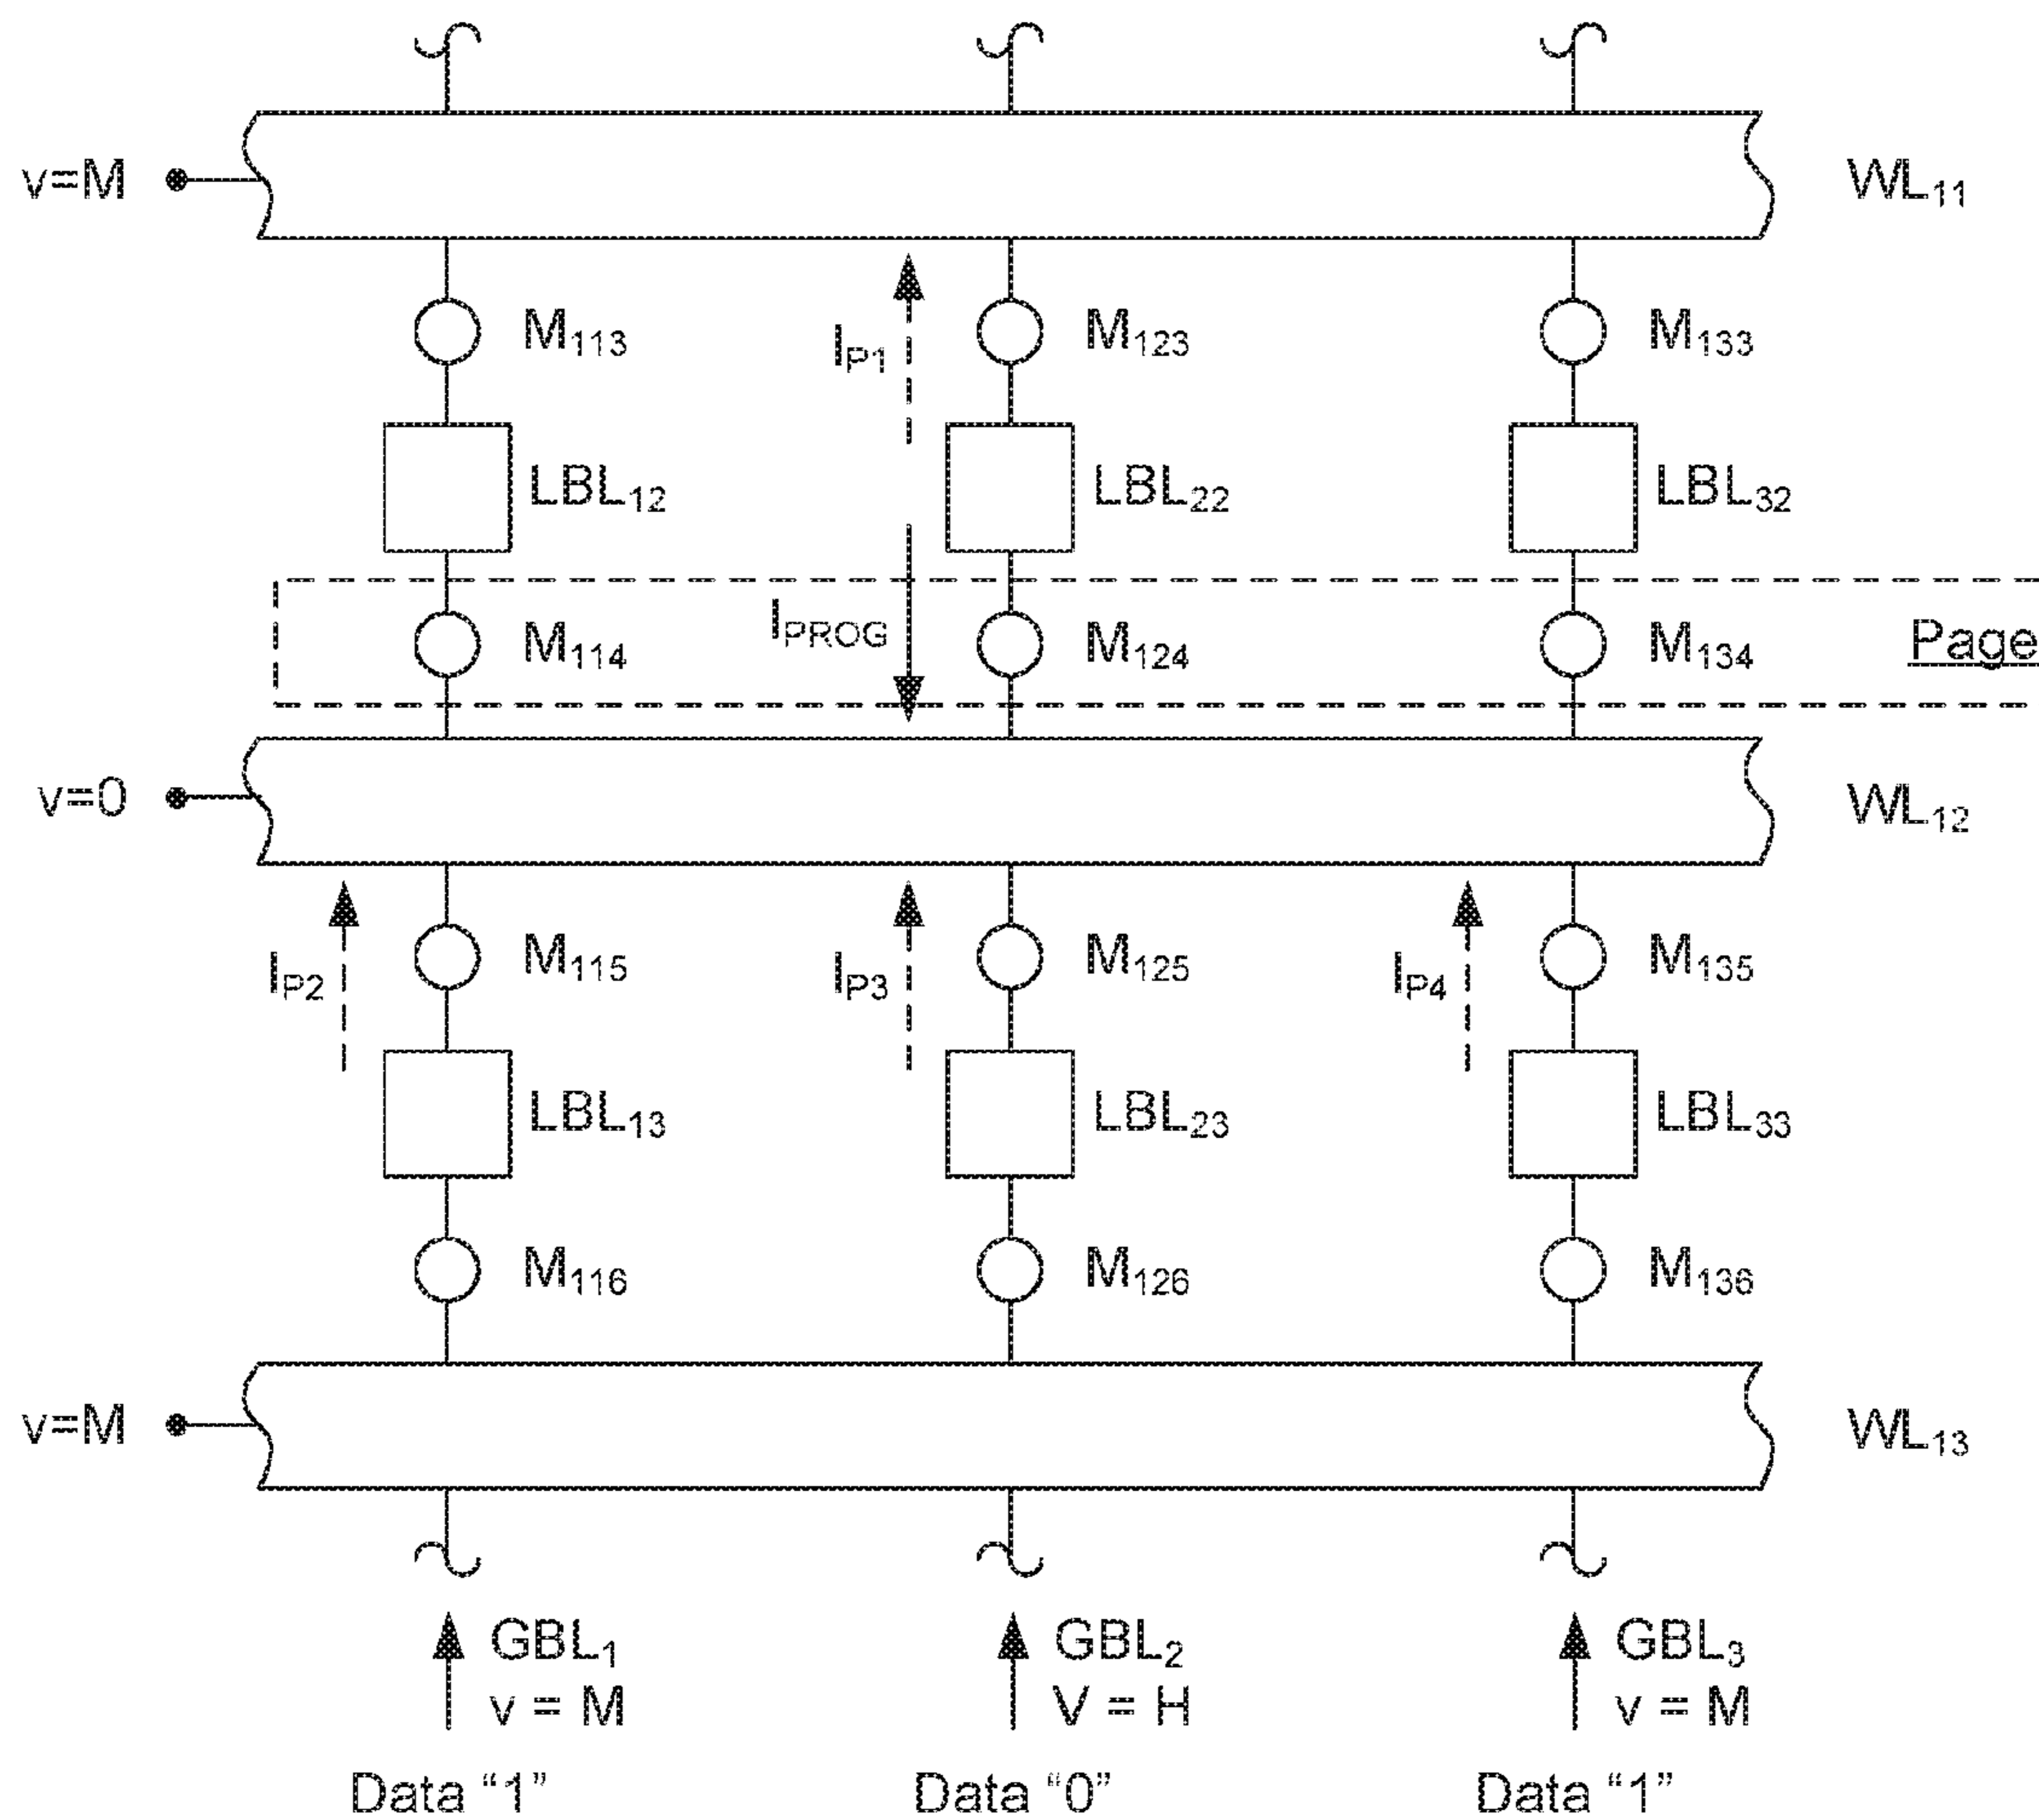 v=M WL11
M113 IP1 M123 M133
LBL12 LBL22 LBL32
M114 IPROG M124 M134 Page
v=0 WL12
IP2 M115 IP3 M125 IP4 M135
LBL13 LBL23 LBL33
M116 M126 M136
v=M WL13
GBL1 GBL2 GBL3
v = M V = H v = M
Data “1” Data “0” Data “1”